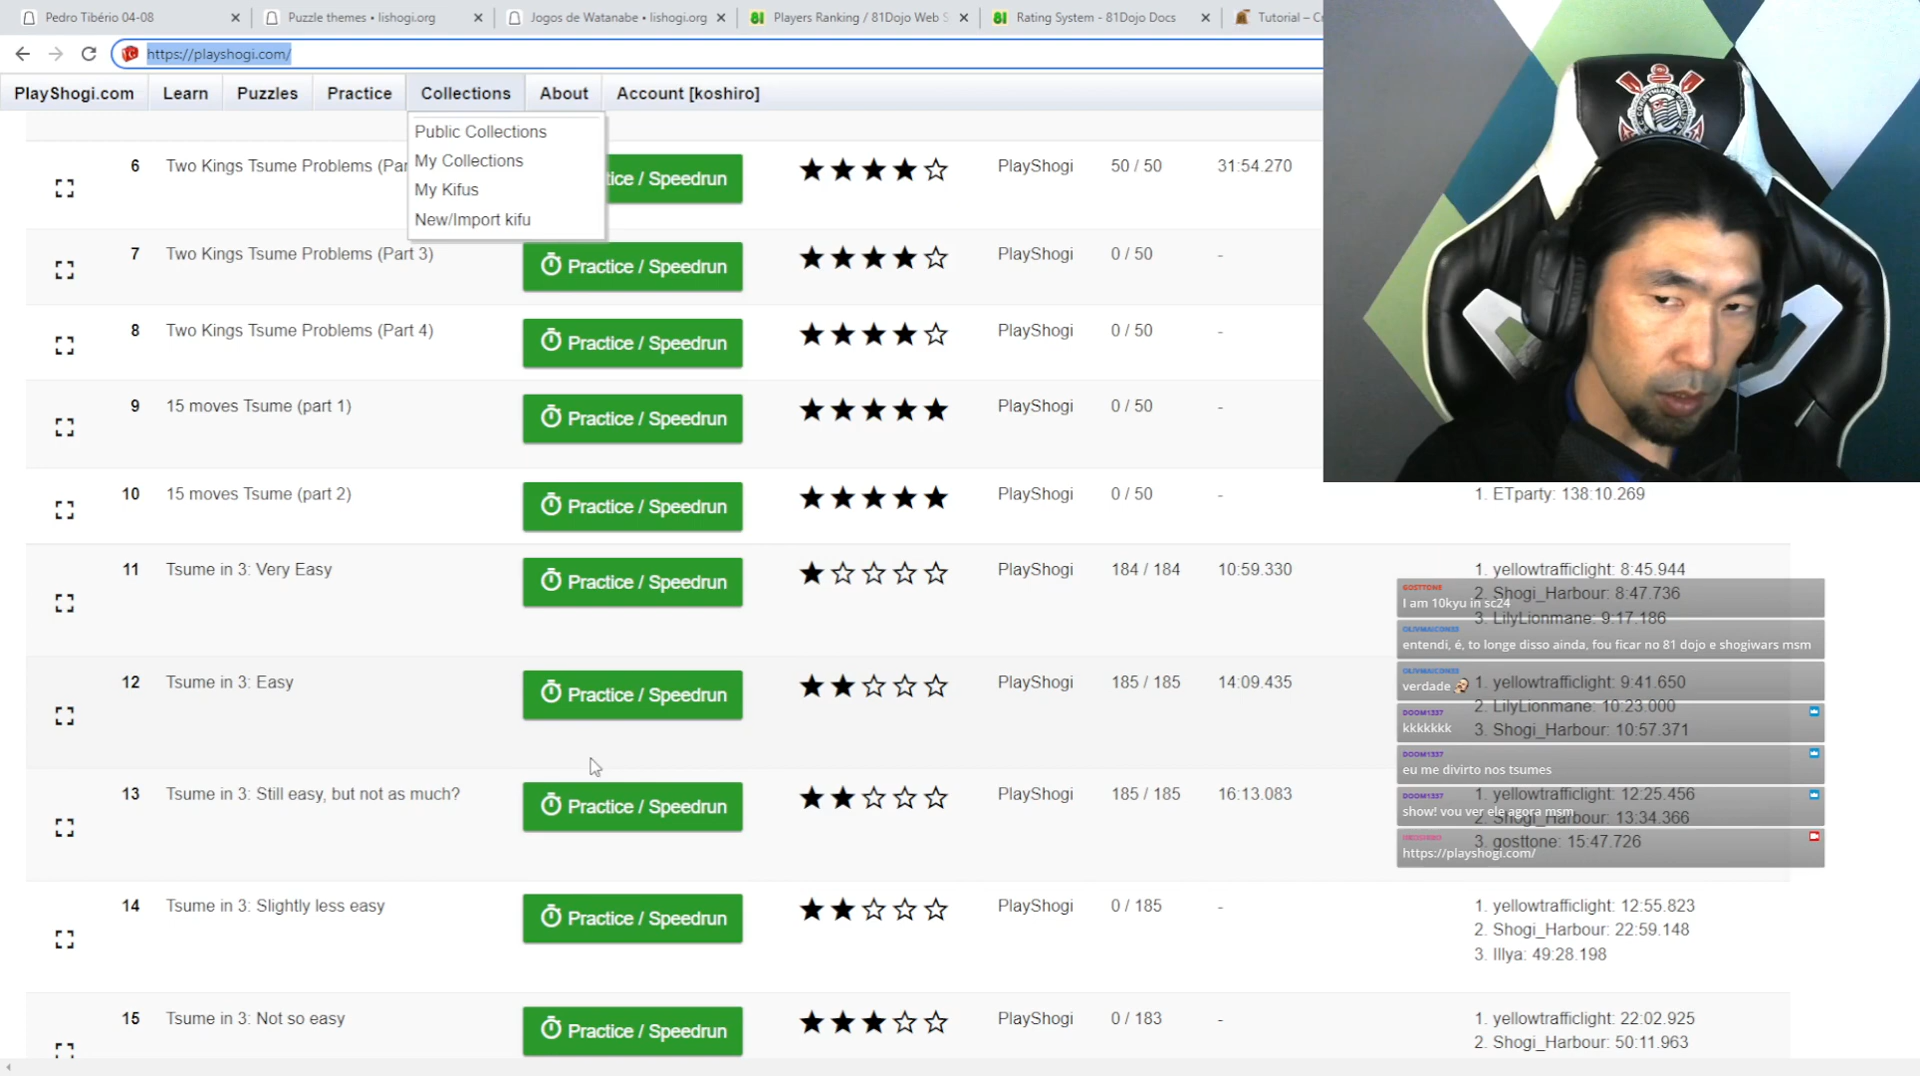 Pedro Tibério 04-08
Puzzle themes • lishogi.org
Jogos de Watanabe • lishogi.org
81 Players Ranking / 81Dojo Web S
81 Rating System - 81Dojo Docs
Tutorial – Cr
https://playshogi.com/
PlayShogi.com Learn Puzzles Practice Collections About Account [koshiro]
Public Collections
My Collections
My Kifus
New/Import kifu
6 Two Kings Tsume Problems (Par tice / Speedrun PlayShogi 50 / 50 31:54.270
7 Two Kings Tsume Problems (Part 3) Practice / Speedrun PlayShogi 0 / 50 -
8 Two Kings Tsume Problems (Part 4) Practice / Speedrun PlayShogi 0 / 50 -
9 15 moves Tsume (part 1) Practice / Speedrun PlayShogi 0 / 50 -
10 15 moves Tsume (part 2) Practice / Speedrun PlayShogi 0 / 50 - 1. ETparty: 138:10.269
11 Tsume in 3: Very Easy Practice / Speedrun PlayShogi 184 / 184 10:59.330 1. yellowtrafficlight: 8:45.944
2. Shogi_Harbour: 8:47.736
3. LilyLionmane: 9:17.186
12 Tsume in 3: Easy Practice / Speedrun PlayShogi 185 / 185 14:09.435 1. yellowtrafficlight: 9:41.650
2. LilyLionmane: 10:23.000
3. Shogi_Harbour: 10:57.371
13 Tsume in 3: Still easy, but not as much? Practice / Speedrun PlayShogi 185 / 185 16:13.083 1. yellowtrafficlight: 12:25.456
2. Shogi_Harbour: 13:34.366
3. gosttone: 15:47.726
14 Tsume in 3: Slightly less easy Practice / Speedrun PlayShogi 0 / 185 - 1. yellowtrafficlight: 12:55.823
2. Shogi_Harbour: 22:59.148
3. Illya: 49:28.198
15 Tsume in 3: Not so easy Practice / Speedrun PlayShogi 0 / 183 - 1. yellowtrafficlight: 22:02.925
2. Shogi_Harbour: 50:11.963
GOSTTONE
I am 10kyu in sc24
OLIVMAICON33
entendi, é, to longe disso ainda, fou ficar no 81 dojo e shogiwars msm
OLIVMAICON33
verdade
DOOM1337
kkkkkkk
DOOM1337
eu me divirto nos tsumes
DOOM1337
show! vou ver ele agora msm
https://playshogi.com/